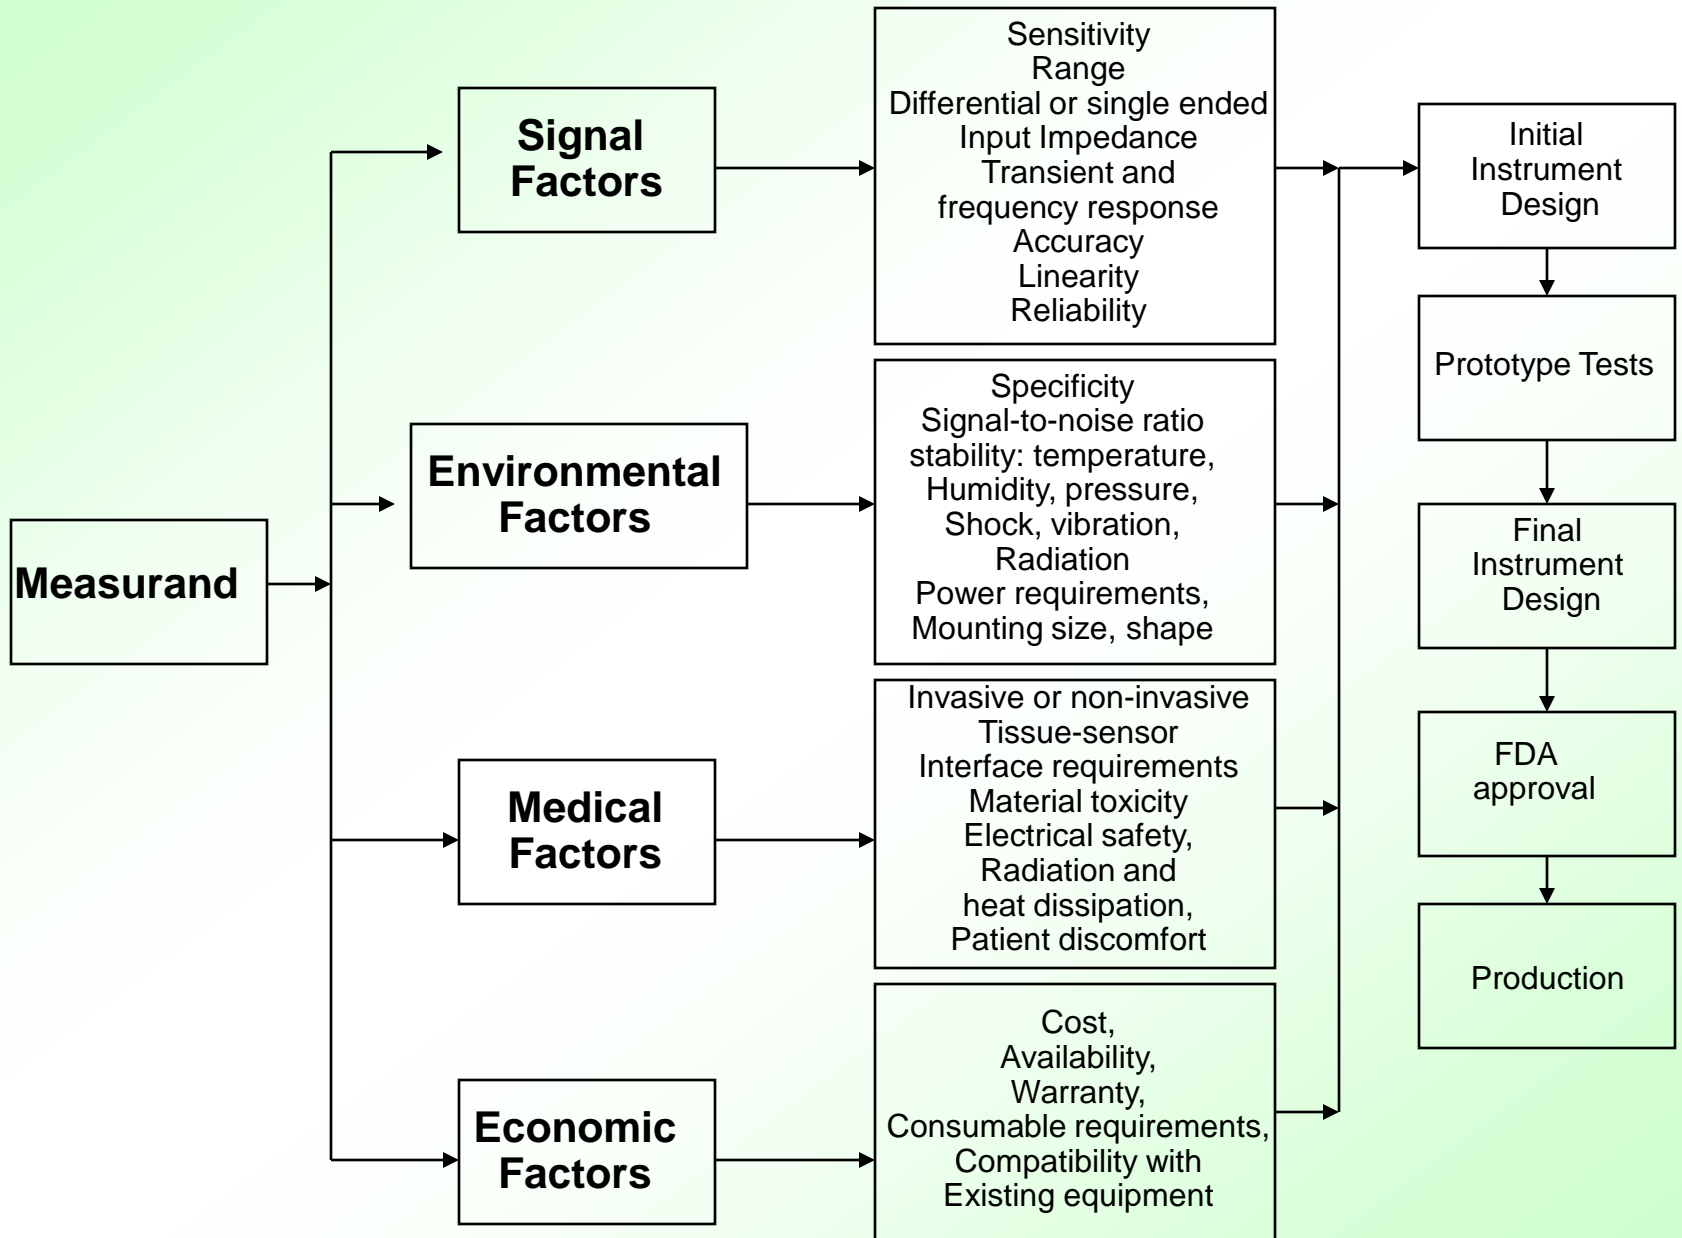 Measurand
Signal
Factors
Environmental
Factors
Medical
Factors
Economic
Factors
Sensitivity
Range
Differential or single ended
Input Impedance
Transient and
frequency response
Accuracy
Linearity
Reliability
Specificity
Signal-to-noise ratio
stability: temperature,
Humidity, pressure,
Shock, vibration,
Radiation
Power requirements,
Mounting size, shape
Invasive or non-invasive
Tissue-sensor
Interface requirements
Material toxicity
Electrical safety,
Radiation and
heat dissipation,
Patient discomfort
Cost,
Availability,
Warranty,
Consumable requirements,
Compatibility with
Existing equipment
Initial
Instrument
Design
Prototype Tests
Final
Instrument
Design
FDA
approval
Production